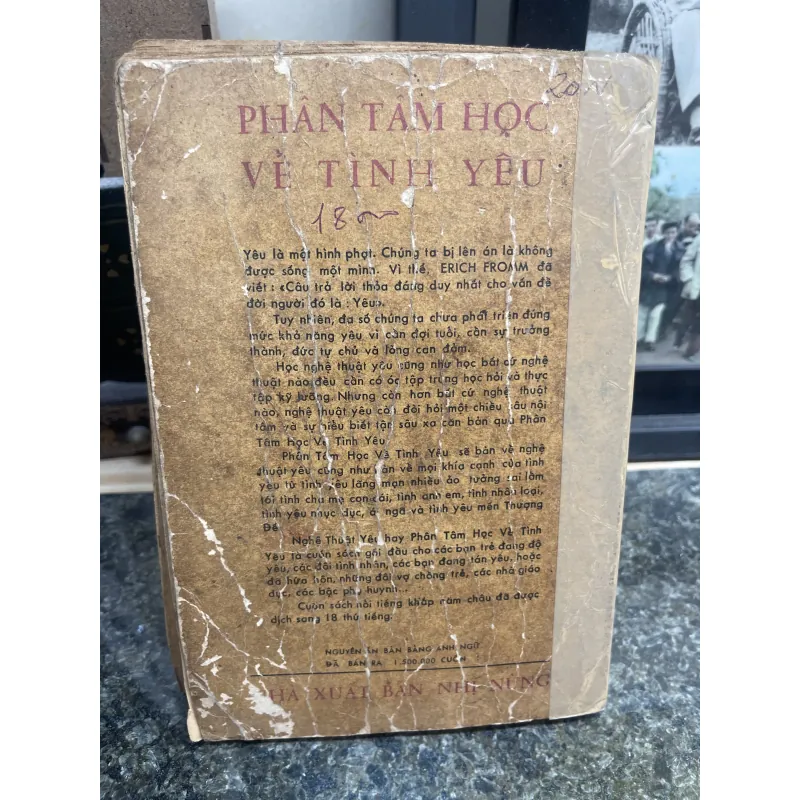 PHÂN TÂM HỌC
VỀ TÌNH YÊU
Yêu là một hình phạt. Chúng ta bị lên án là không
được sống một mình. Vì thế, ERICH FROMM đã
viết : «Câu trả lời thỏa đáng duy nhất cho vấn đề
đời người đó là : Yêu».
Tuy nhiên, đa số chúng ta chưa phát triển đúng
mức khả năng yêu vì cần đợi tuổi, cần sự trưởng
thành, đức tự chủ và lòng can đảm.
Học nghệ thuật yêu cũng như học bất cứ nghệ
thuật nào đều cần có óc tập trung học hỏi và thực
tập kỹ lưỡng. Nhưng còn hơn bất cứ nghệ thuật
nào, nghệ thuật yêu còn đòi hỏi một chiều sâu nội
tâm và sự hiểu biết tận sâu xa căn bản qua Phân
Tâm Học Về Tình Yêu
Phân Tâm Học Về Tình Yêu sẽ bàn về nghệ
thuật yêu cũng như bàn về mọi khía cạnh của tình
yêu từ tình yêu lãng mạn nhiều ảo tưởng sai lầm
tới tình cha mẹ con cái, tình anh em, tình nhân loại,
tình yêu nhục dục, ái ngã và tình yêu mến Thượng
Đế.
Nghệ Thuật Yêu hay Phân Tâm Học Về Tình
Yêu là cuốn sách gối đầu cho các bạn trẻ đang độ
yêu, các đôi tình nhân, các bạn đang tán yêu, hoặc
đã hứa hôn, những đôi vợ chồng trẻ, các nhà giáo
dục, các bậc phụ huynh...
Cuốn sách nổi tiếng khắp năm châu đã được
dịch song 18 thứ tiếng.
NGUYÊN ẤN BẢN BẰNG ANH NGỮ
ĐÃ BÁN RA 1.500.000 CUỐN
NHÀ XUẤT BẢN NHỊ NÙNG